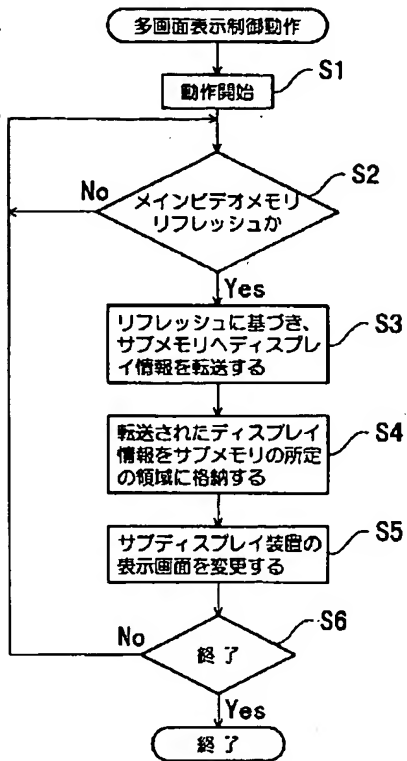 多画面表示制御動作
動作開始
S1
メインビデオメモリ
リフレッシュか
S2
No
Yes
リフレッシュに基づき、
サブメモリへディスプレ
イ情報を転送する
S3
転送されたディスプレイ
情報をサブメモリの所定
の領域に格納する
S4
サブディスプレイ装置の
表示画面を変更する
S5
終 了
S6
No
Yes
終 了